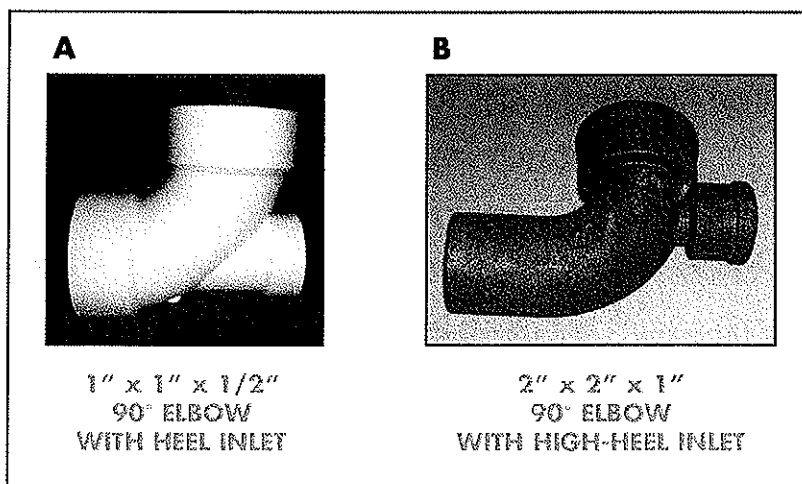 A
1" x 1" x 1/2"
90° ELBOW
WITH HEEL INLET
B
2" x 2" x 1"
90° ELBOW
WITH HIGH-HEEL INLET